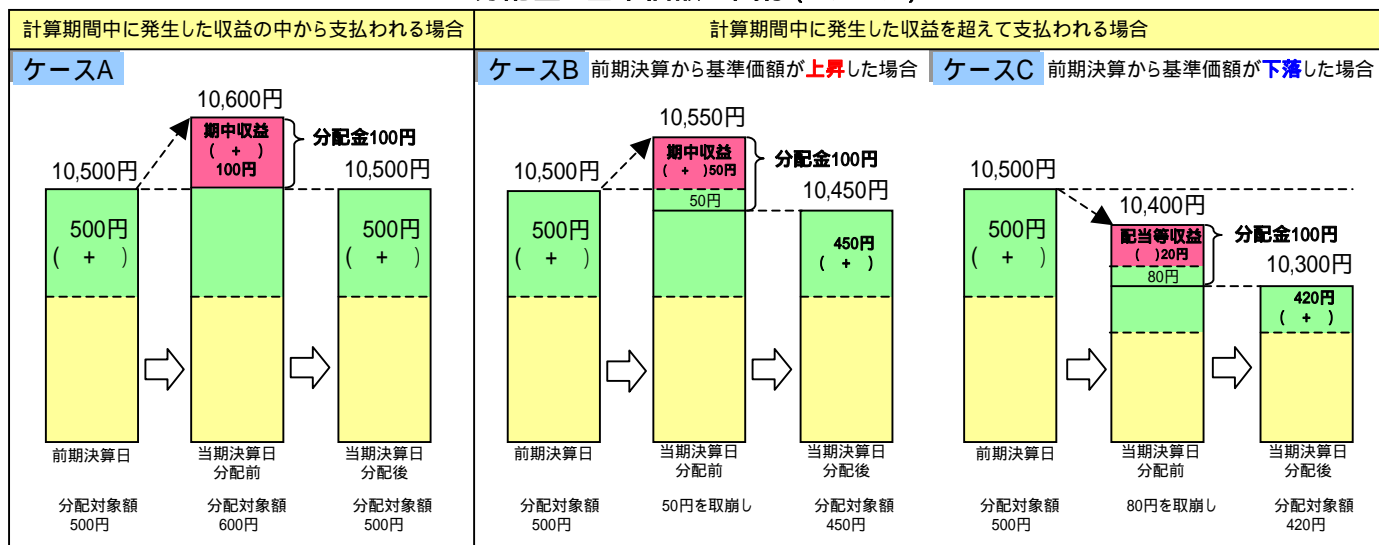 計算期間中に発生した収益の中から支払われる場合
計算期間中に発生した収益を超えて支払われる場合
ケースA
10,600円
期中収益
( + )
100円
分配金100円
10,500円
10,500円
500円
( + )
500円
( + )
前期決算日
当期決算日
分配前
当期決算日
分配後
分配対象額
500円
分配対象額
600円
分配対象額
500円
ケースB 前期決算から基準価額が上昇した場合
10,550円
期中収益
( + )50円
分配金100円
10,500円
50円
10,450円
500円
( + )
450円
( + )
前期決算日
当期決算日
分配前
当期決算日
分配後
分配対象額
500円
50円を取崩し
分配対象額
450円
ケースC 前期決算から基準価額が下落した場合
10,500円
10,400円
配当等収益
( )20円
分配金100円
80円
10,300円
500円
( + )
420円
( + )
前期決算日
当期決算日
分配前
当期決算日
分配後
分配対象額
500円
80円を取崩し
分配対象額
420円